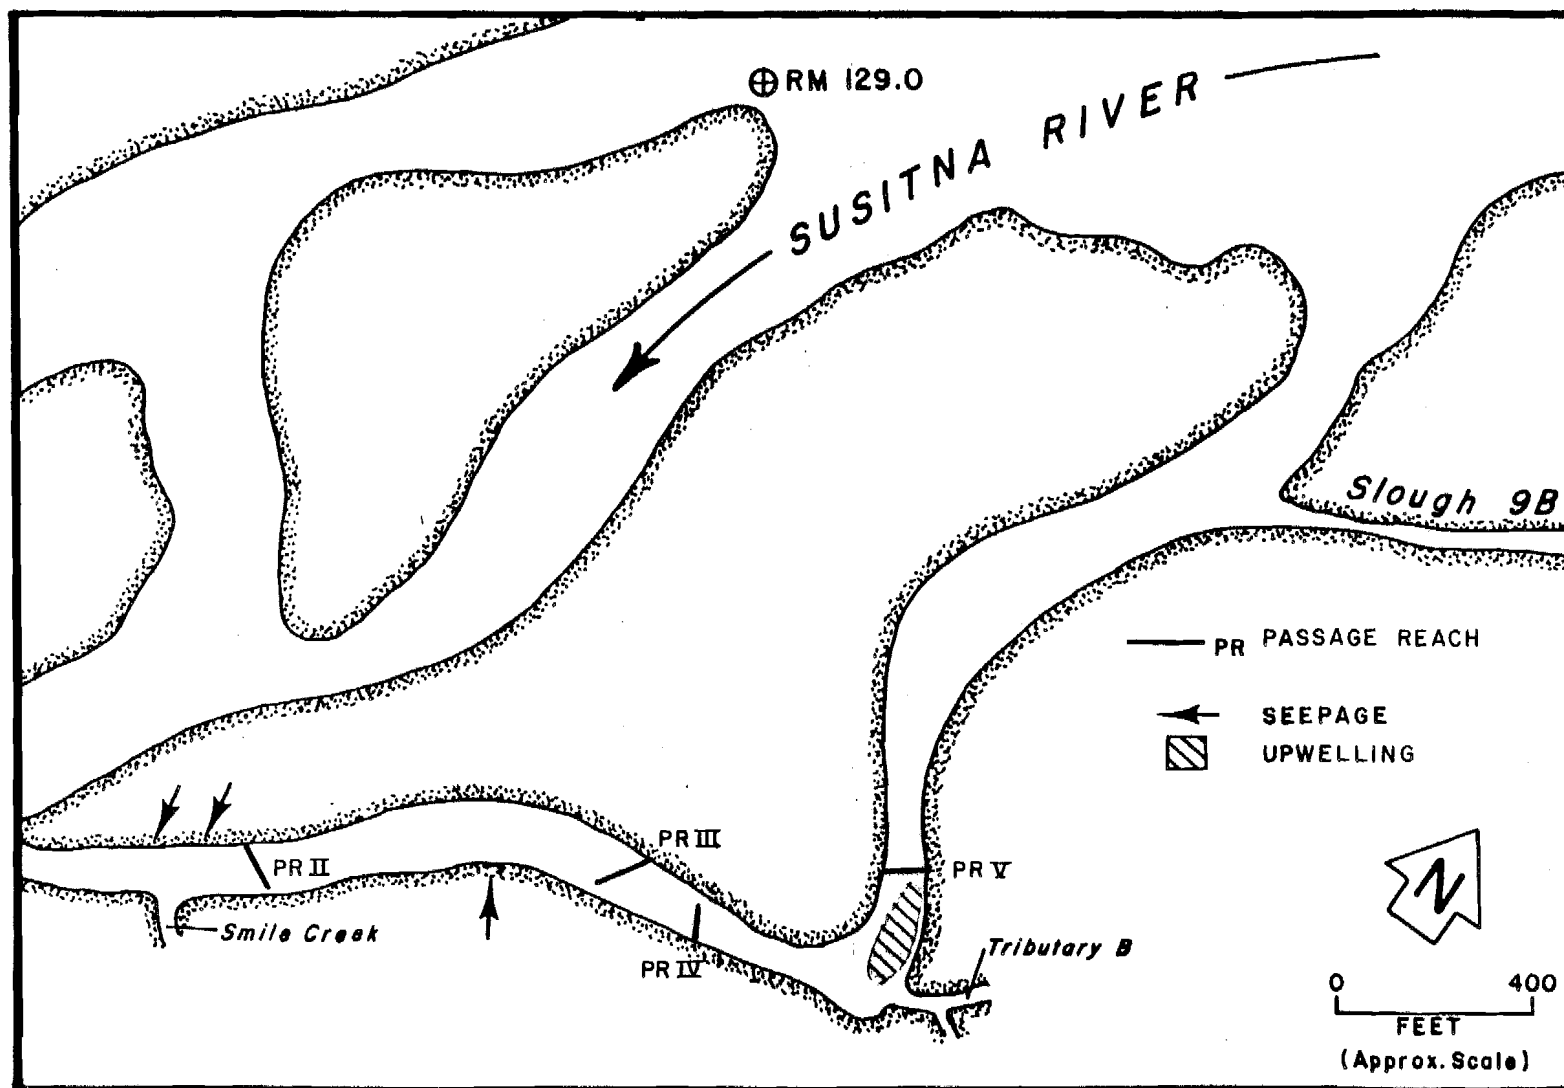 RM 129.0
SUSITNA RIVER
Slough 9B
PR PASSAGE REACH
SEEPAGE
UPWELLING
PR III
PR II
PR V
Smile Creek
PR IV
Tributary B
N
0 400
FEET
(Approx. Scale)